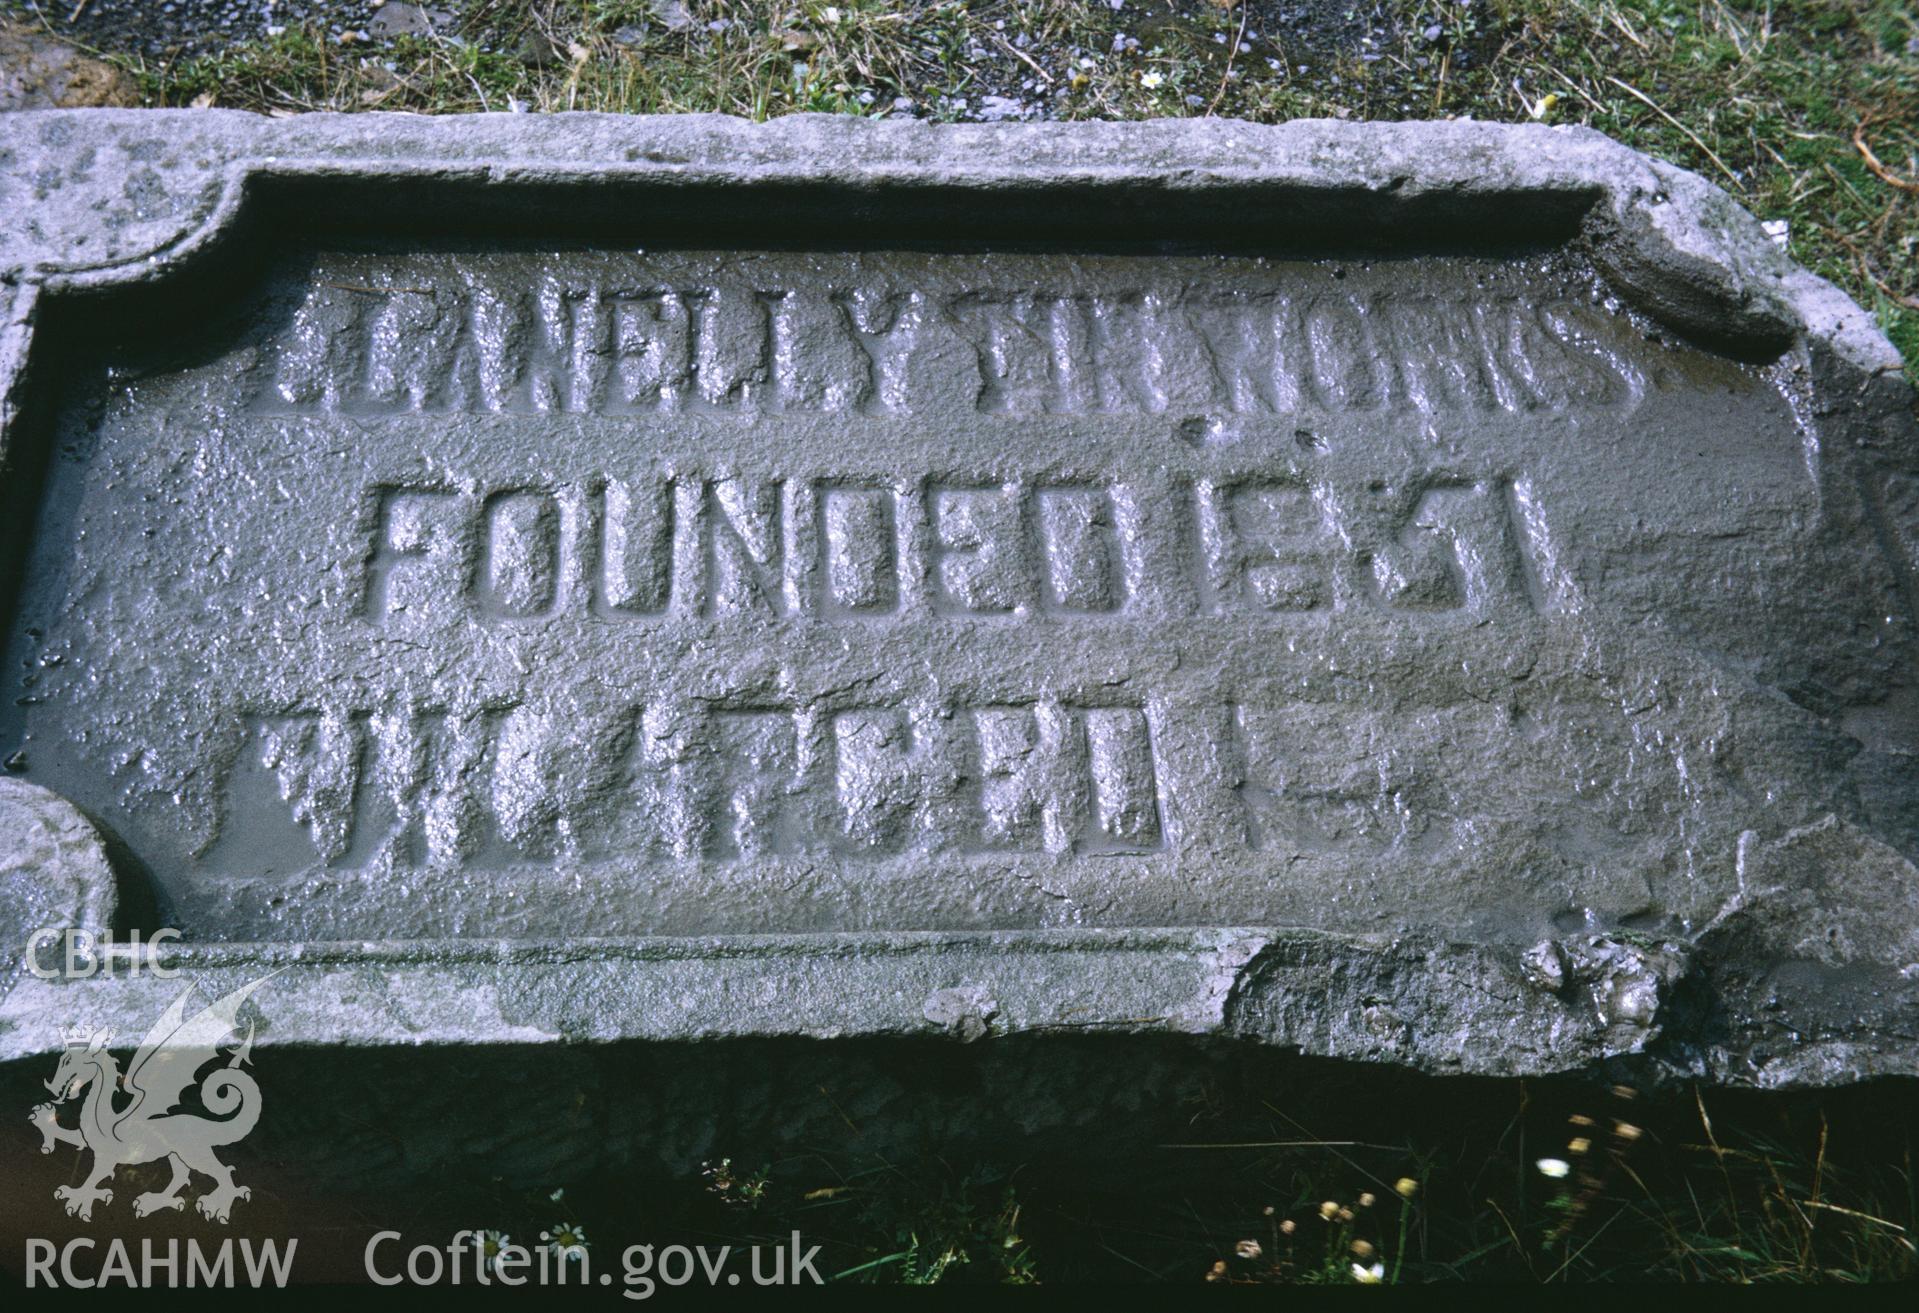 LLANELLY TIN WORKS
FOUNDED 1851
CBHC
RCAHMW Coflein.gov.uk